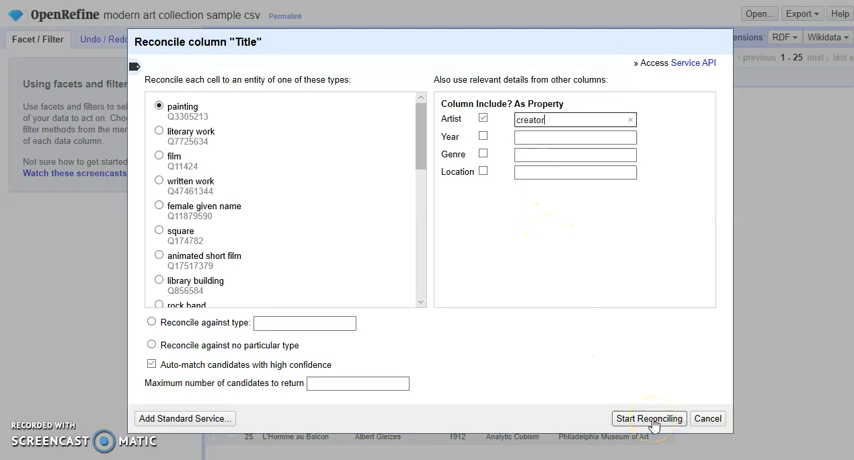 OpenRefine modern art collection sample csv Permalink
Open... Export Help
Facet / Filter Undo / Redo
ensions: RDF Wikidata
‹ previous 1 - 25 next › last »
Using facets and filter
Use facets and filters to sel
of your data to act on. Choo
filter methods from the men
of each data column.
Not sure how to get started
Watch these screencasts
Reconcile column "Title"
» Access Service API
Reconcile each cell to an entity of one of these types:
painting
Q3305213
literary work
Q7725634
film
Q11424
written work
Q47461344
female given name
Q11879590
square
Q174782
animated short film
Q17517379
library building
Q856584
rock band
Also use relevant details from other columns:
Column Include? As Property
Artist creator ×
Year
Genre
Location
Reconcile against type:
Reconcile against no particular type
Auto-match candidates with high confidence
Maximum number of candidates to return
Add Standard Service...
Start Reconciling Cancel
25. L'Homme au Balcon Albert Gleizes 1912 Analytic Cubism Philadelphia Museum of Art
RECORDED WITH
SCREENCAST MATIC